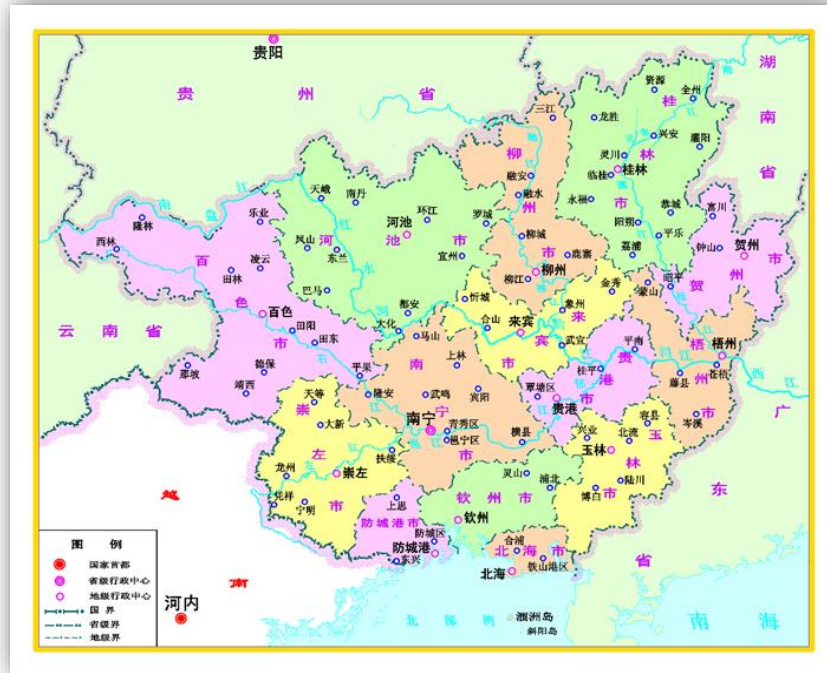 贵阳
贵州省
湖南省
云南省
广东省
南盘江
红水河
右江
西江
资源
全州
桂林市
三江
龙胜
兴安
灌阳
灵川
桂林
临桂
永福
恭城
阳朔
平乐
荔浦
柳州市
融安
融水
柳城
鹿寨
柳江
柳州
天峨
南丹
环江
河池
罗城
河池市
凤山
东兰
宜州
巴马
都安
大化
富川
钟山
贺州
贺州市
昭平
隆林
乐业
西林
凌云
田林
百色市
百色
田阳
田东
德保
那坡
靖西
平果
忻城
合山
来宾
来宾市
金秀
象州
武宣
蒙山
梧州市
梧州
苍梧
藤县
岑溪
平南
桂平
贵港市
覃塘区
贵港
马山
上林
南宁市
隆安
武鸣
宾阳
南宁
青秀区
邕宁区
横县
天等
大新
崇左市
扶绥
龙州
崇左
凭祥
宁明
容县
兴业
北流
玉林市
玉林
陆川
博白
灵山
浦北
钦州市
钦州
上思
防城港市
防城区
防城港
东兴
合浦
北海市
铁山港区
北海
越南
河内
北部湾
涠洲岛
斜阳岛
南海
图例
国家首都
省级行政中心
地级行政中心
国界
省级界
地级界